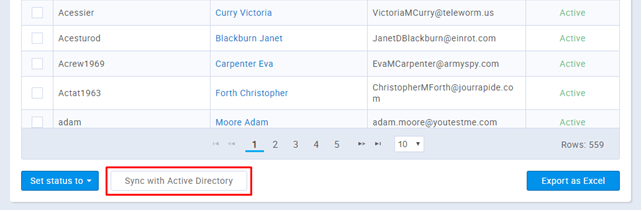 Acessier Curry Victoria VictoriaMCurry@teleworm.us Active
Acesturod Blackburn Janet JanetDBlackburn@einrot.com Active
Acrew1969 Carpenter Eva EvaMCarpenter@armyspy.com Active
Actat1963 Forth Christopher ChristopherMForth@jourrapide.co
m Active
adam Moore Adam adam.moore@youtestme.com Active
1 2 3 4 5 10 Rows: 559
Set status to Sync with Active Directory Export as Excel